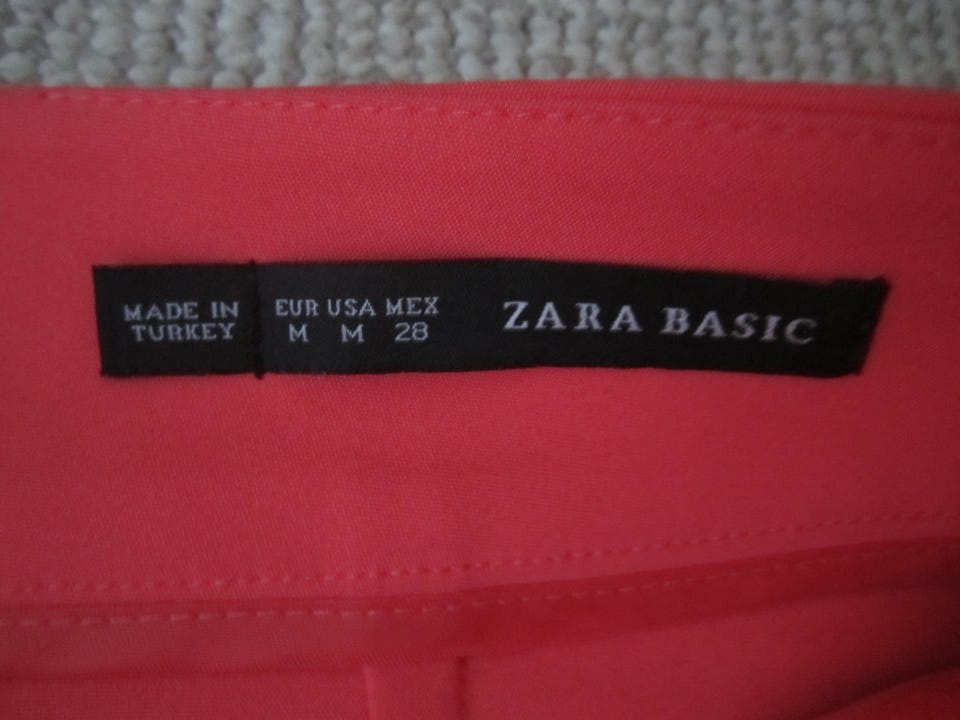 MADE IN
TURKEY
EUR USA MEX
M M 28
ZARA BASIC